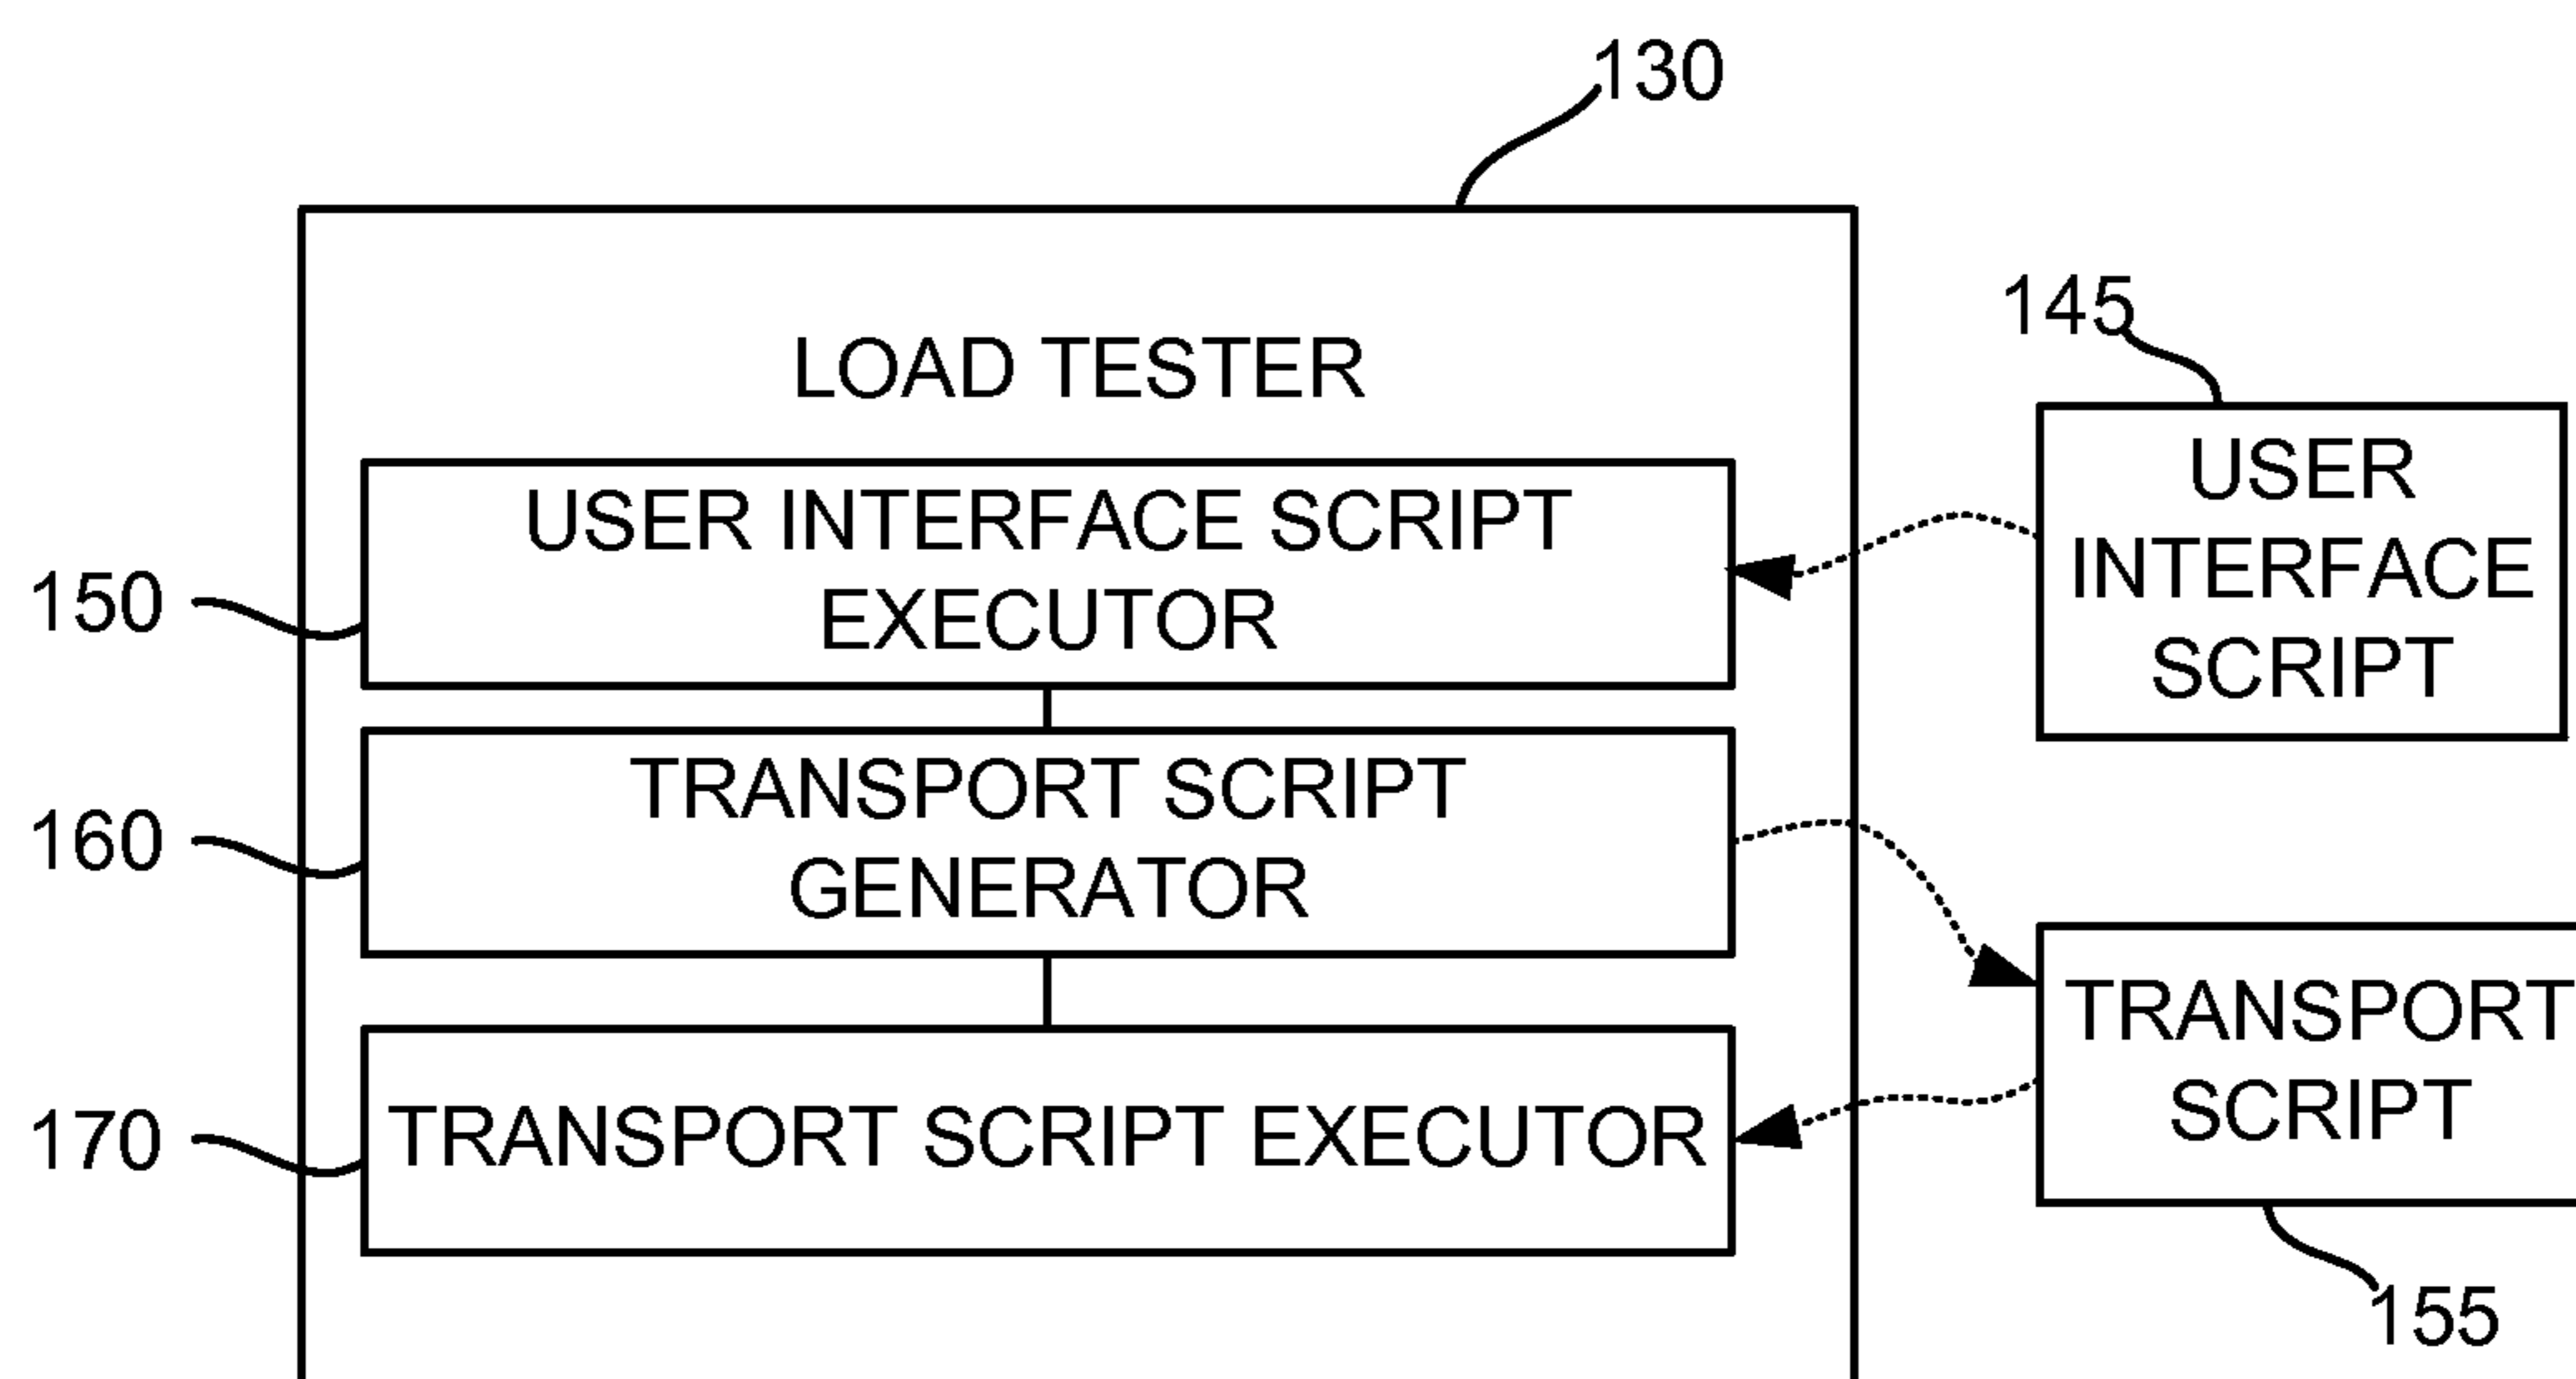 130
LOAD TESTER
145
USER
INTERFACE
SCRIPT
150
USER INTERFACE SCRIPT
EXECUTOR
160
TRANSPORT SCRIPT
GENERATOR
TRANSPORT
SCRIPT
170
TRANSPORT SCRIPT EXECUTOR
155